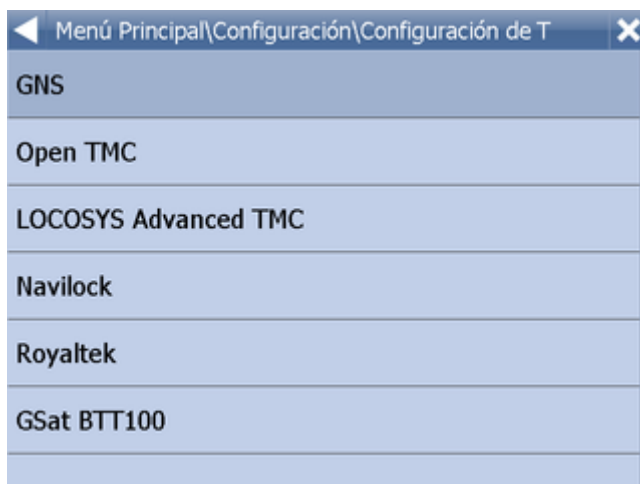 Menú Principal\Configuración\Configuración de T
GNS
Open TMC
LOCOSYS Advanced TMC
Navilock
Royaltek
GSat BTT100